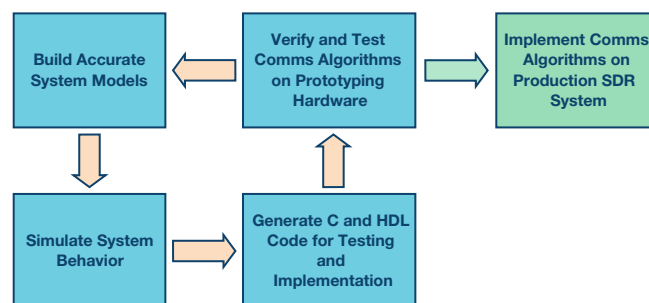 Build Accurate
System Models
Verify and Test
Comms Algorithms
on Prototyping
Hardware
Implement Comms
Algorithms on
Production SDR
System
Simulate System
Behavior
Generate C and HDL
Code for Testing
and
Implementation